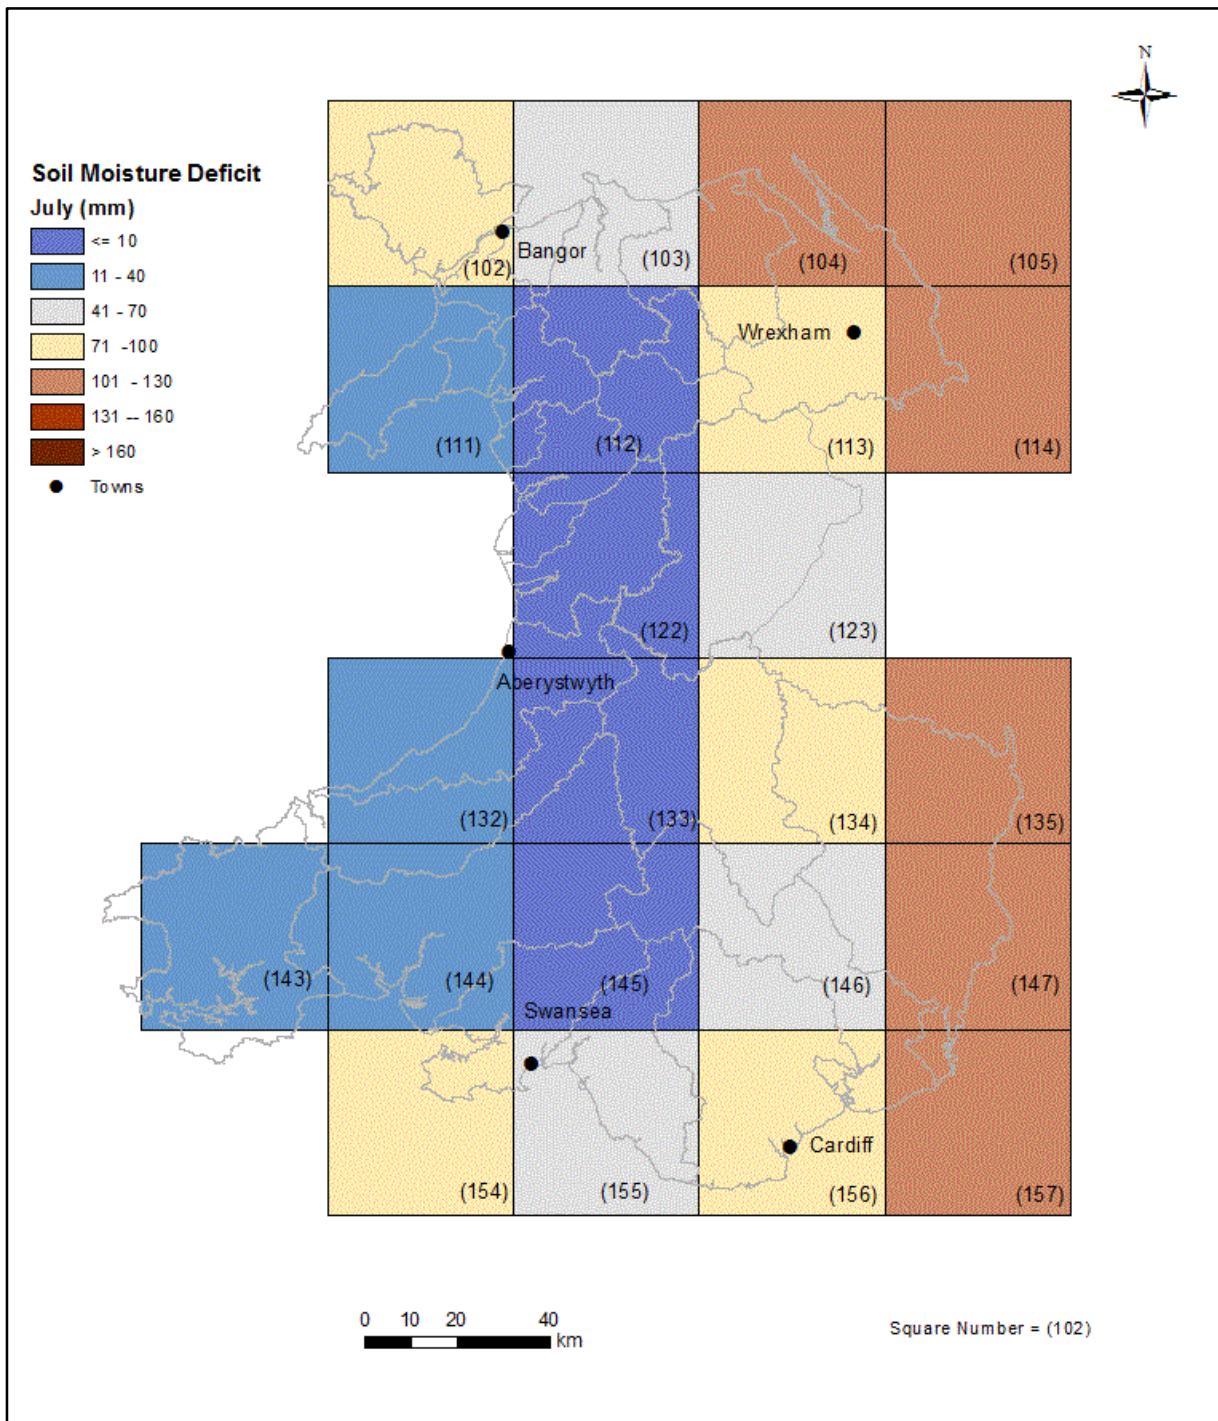 N
Soil Moisture Deficit
July (mm)
<= 10
11 - 40
41 - 70
71 -100
101 - 130
131 -- 160
> 160
Towns
Bangor
(102)
(103)
(104)
(105)
Wrexham
(111)
(112)
(113)
(114)
(122)
(123)
Aberystwyth
(132)
(133)
(134)
(135)
(143)
(144)
(145)
(146)
(147)
Swansea
Cardiff
(154)
(155)
(156)
(157)
0 10 20 40
km
Square Number = (102)